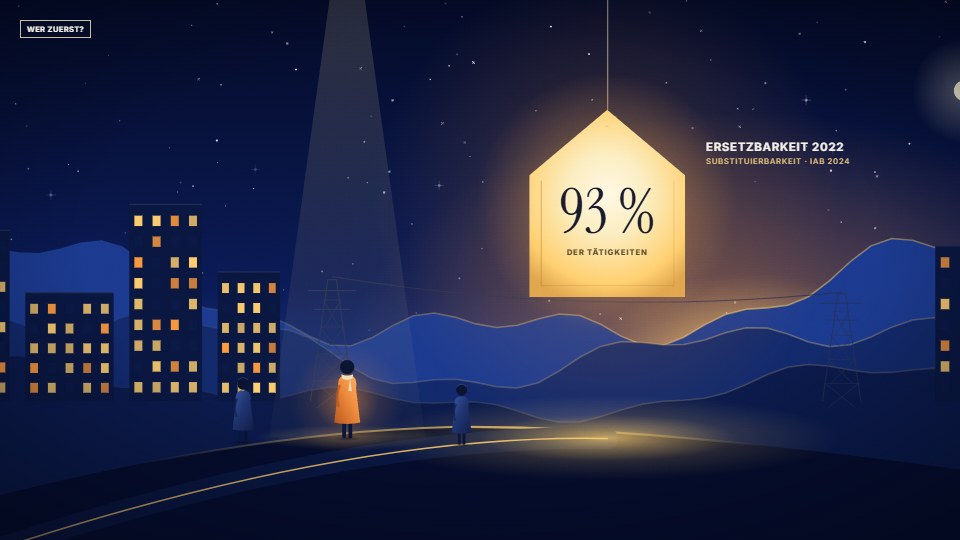 WER ZUERST?
ERSETZBARKEIT 2022
SUBSTITUIERBARKEIT · IAB 2024
93 %
DER TÄTIGKEITEN